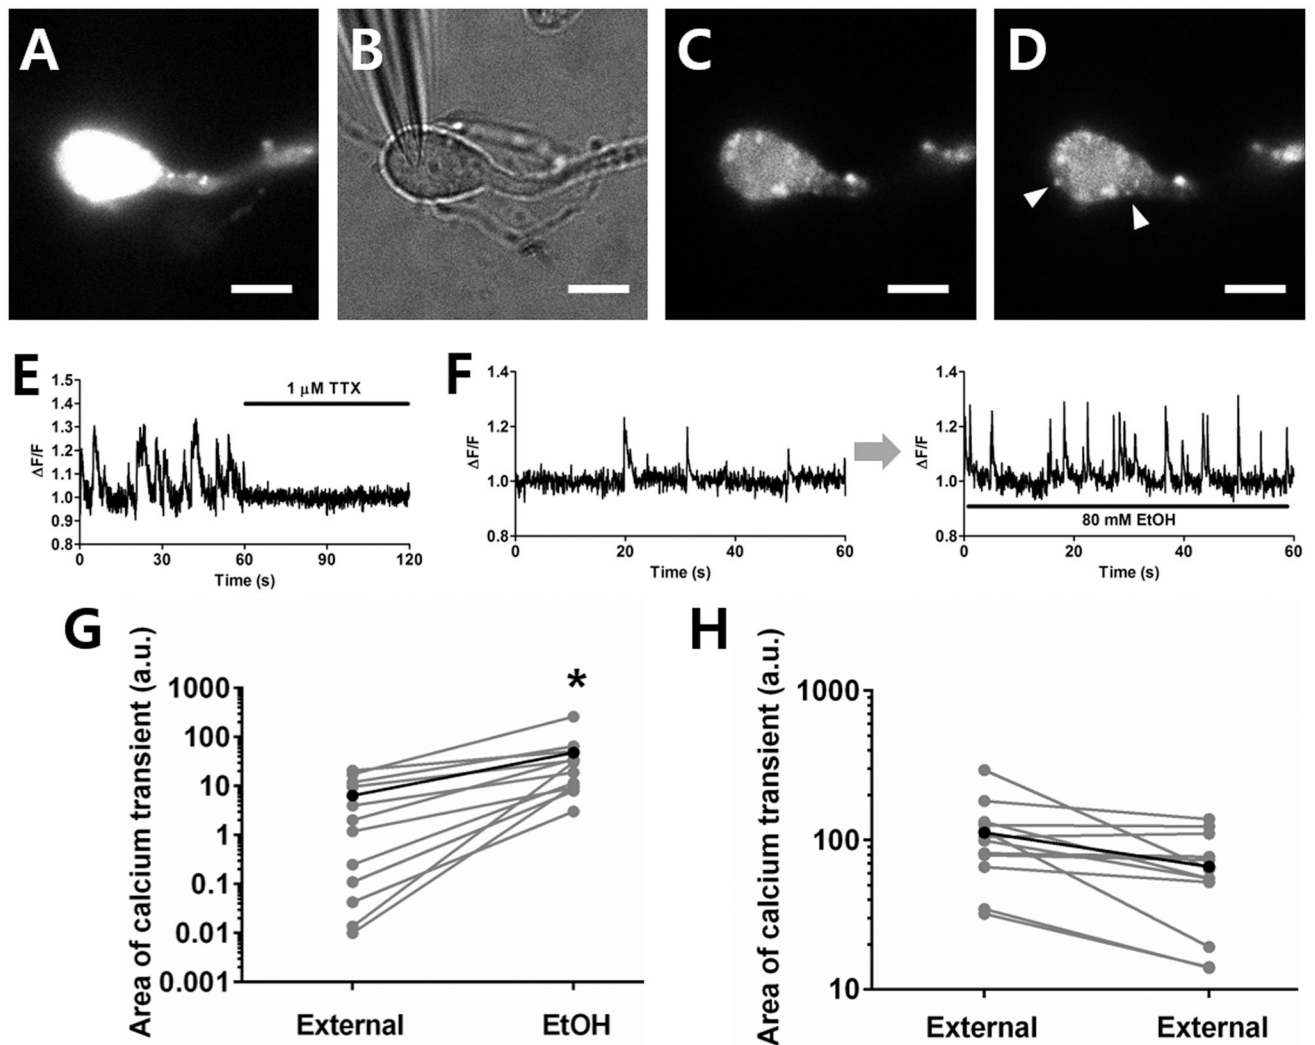 A
B
C
D
E
ΔF/F
1.5
1.4
1.3
1.2
1.1
1.0
0.9
0.8
1 μM TTX
0
30
60
90
120
Time (s)
F
ΔF/F
1.4
1.2
1.0
0.8
0
20
40
60
Time (s)
ΔF/F
1.4
1.2
1.0
0.8
80 mM EtOH
0
20
40
60
Time (s)
G
Area of calcium transient (a.u.)
1000
100
10
1
0.1
0.01
0.001
*
External
EtOH
H
Area of calcium transient (a.u.)
1000
100
10
External
External